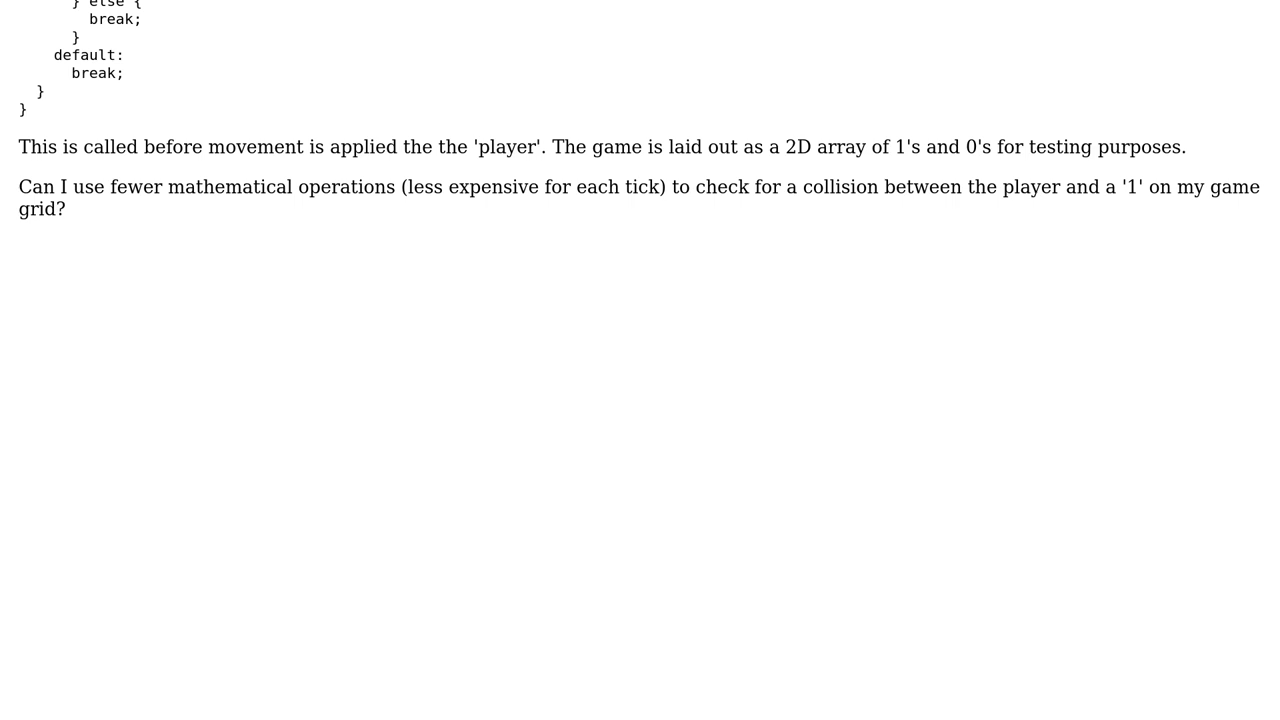 } else {
break;
}
default:
break;
}
}
This is called before movement is applied the the 'player'. The game is laid out as a 2D array of 1's and 0's for testing purposes.
Can I use fewer mathematical operations (less expensive for each tick) to check for a collision between the player and a '1' on my game
grid?